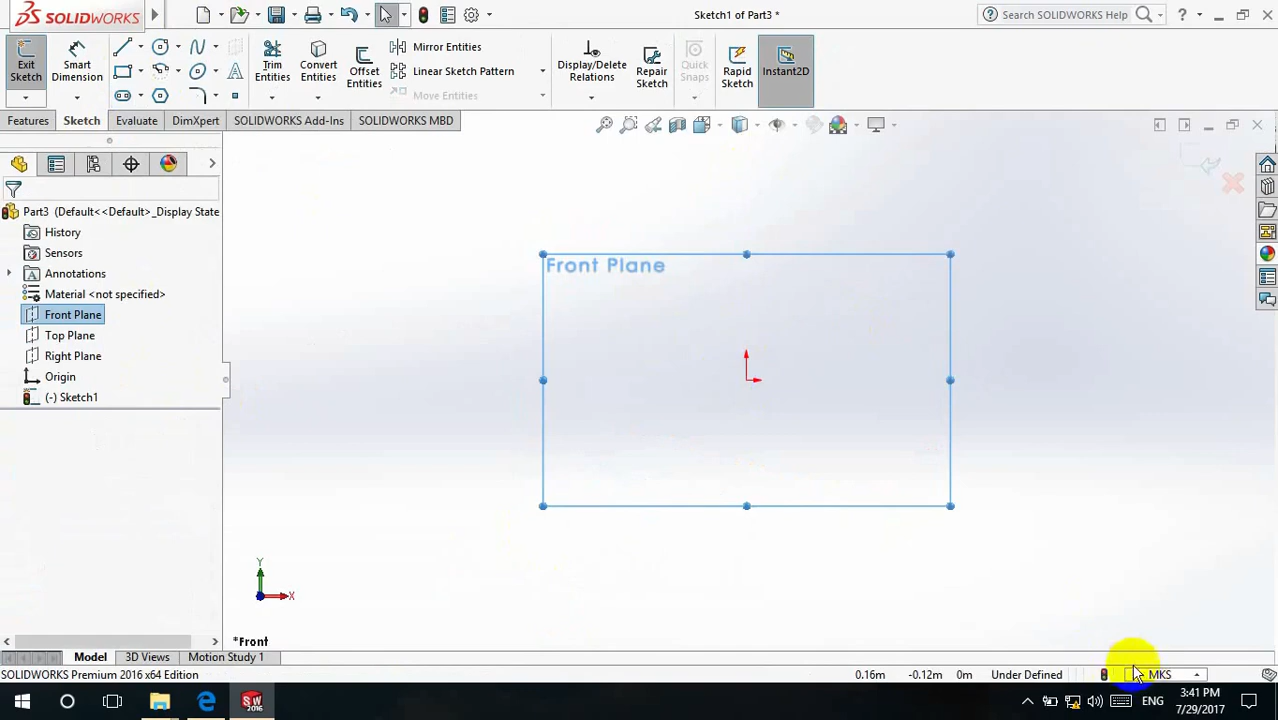 SOLIDWORKS
Sketch1 of Part3 *
Search SOLIDWORKS Help
?
Exit Sketch
Smart Dimension
Trim Entities
Convert Entities
Offset Entities
Mirror Entities
Linear Sketch Pattern
Move Entities
Display/Delete Relations
Repair Sketch
Quick Snaps
Rapid Sketch
Instant2D
Features Sketch Evaluate DimXpert SOLIDWORKS Add-Ins SOLIDWORKS MBD
Part3 (Default<<Default>_Display State
History
Sensors
Annotations
Material <not specified>
Front Plane
Top Plane
Right Plane
Origin
(-) Sketch1
Front Plane
Y
X
*Front
Model 3D Views Motion Study 1
SOLIDWORKS Premium 2016 x64 Edition
0.16m -0.12m 0m Under Defined MKS
SW 2016
ENG
3:41 PM
7/29/2017